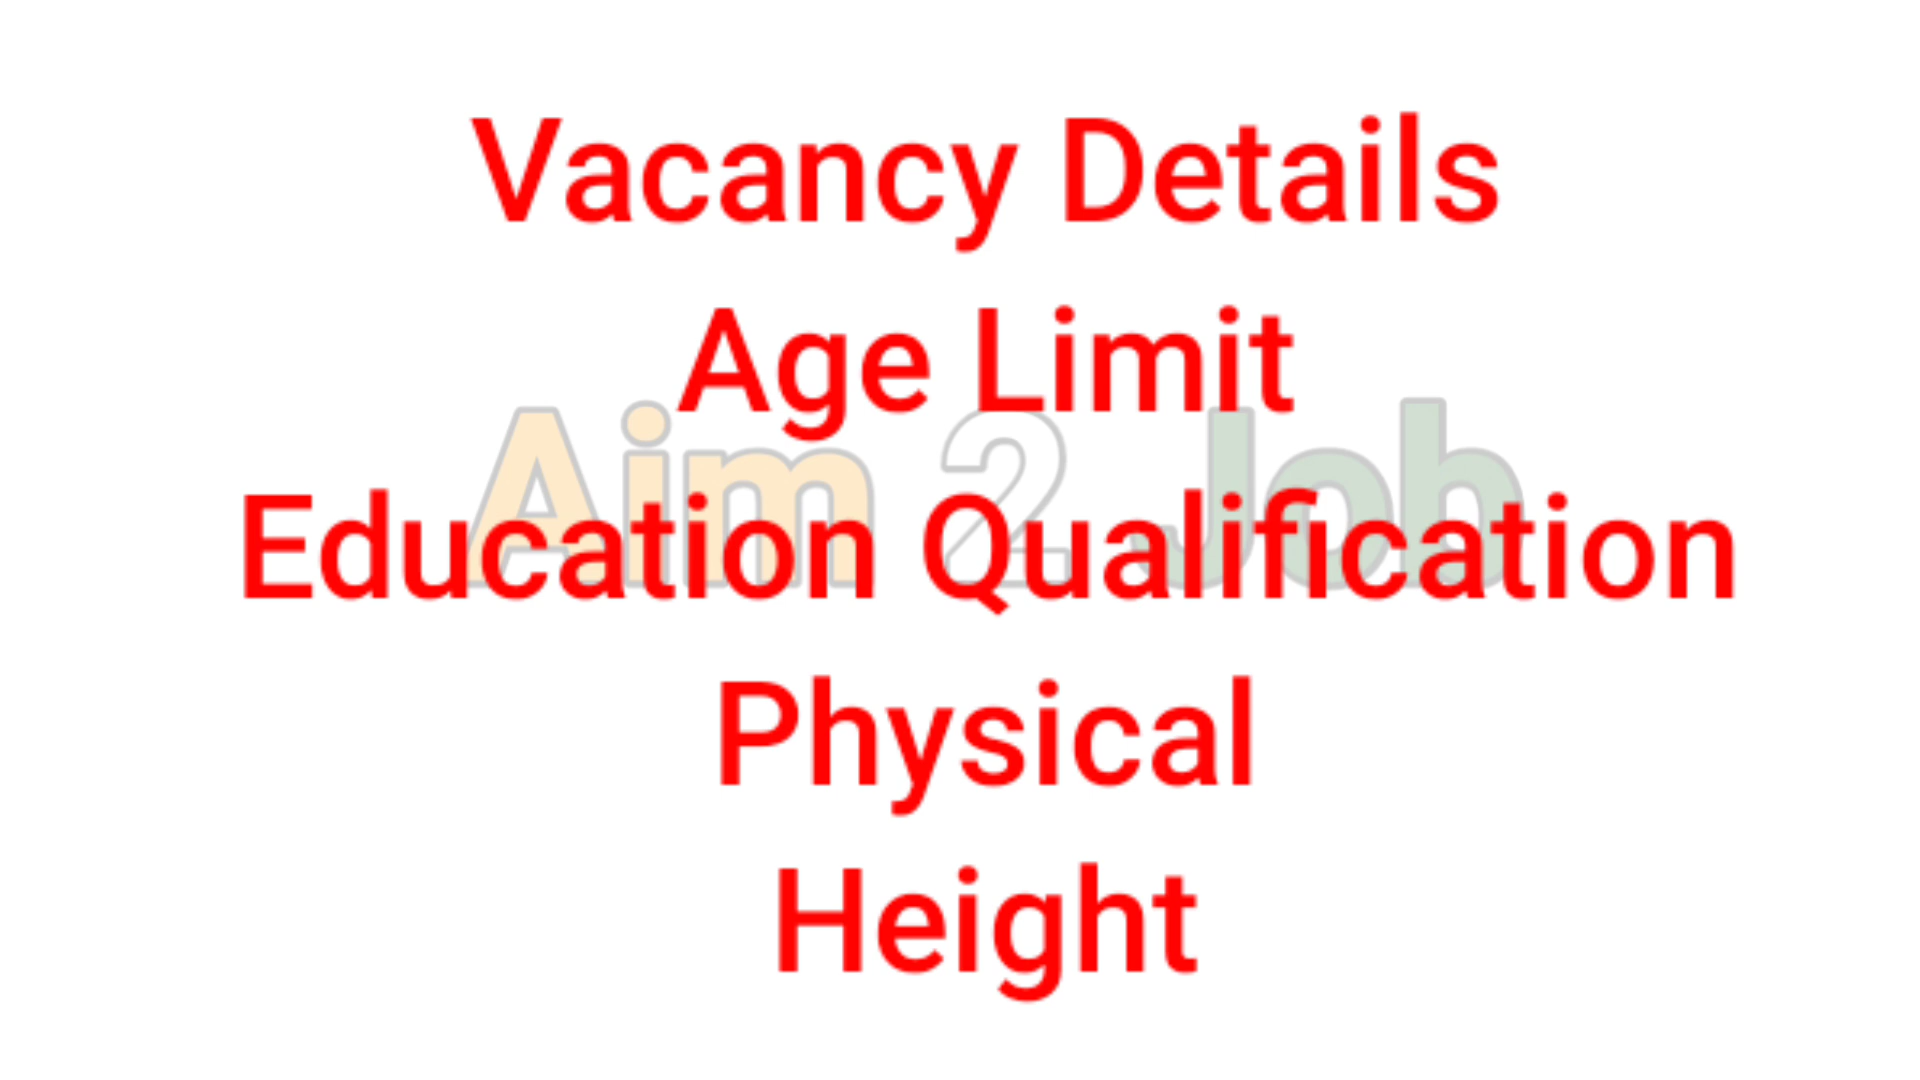 Vacancy Details
Age Limit
Aim 2 Job
Education Qualification
Physical
Height